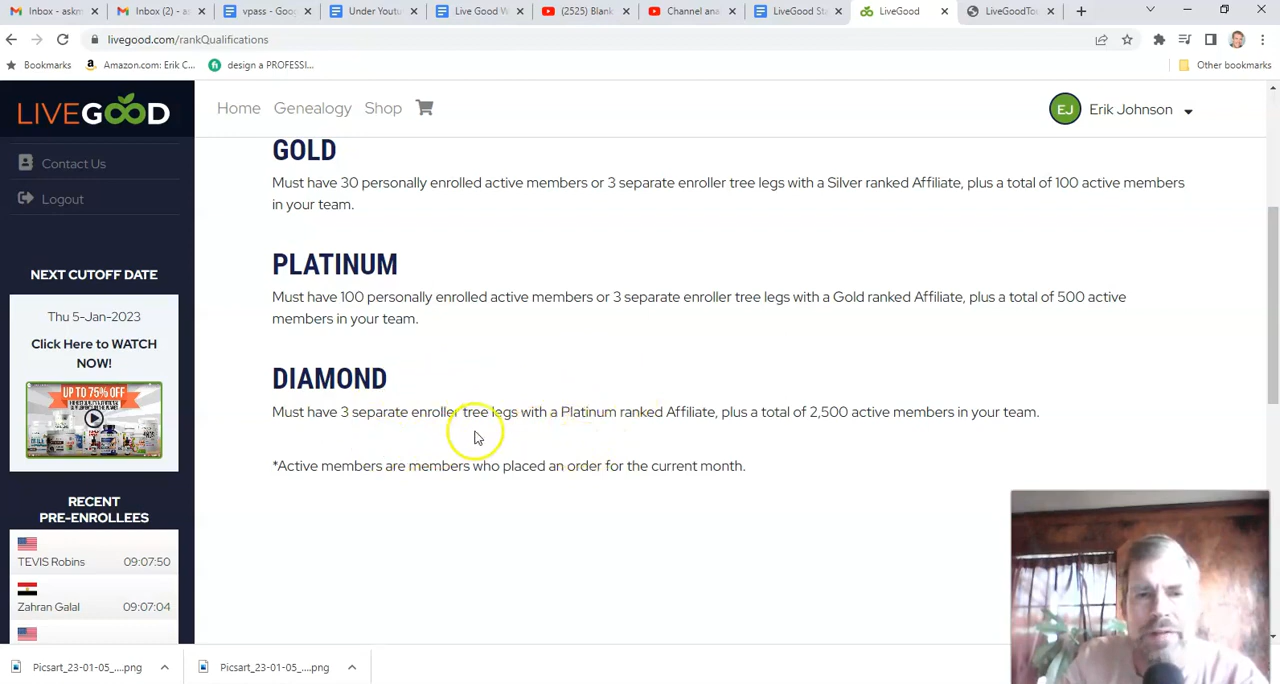 Inbox - askm
Inbox (2) - a:
vpass - Goog
Under Youtu
Live Good W
(2525) Blank
Channel ana
LiveGood Sta
LiveGood
LiveGoodTou
livegood.com/rankQualifications
Bookmarks
Amazon.com: Erik C...
design a PROFESSI...
Other bookmarks
LIVEGOOD
Home
Genealogy
Shop
EJ
Erik Johnson
Contact Us
Logout
NEXT CUTOFF DATE
Thu 5-Jan-2023
Click Here to WATCH
NOW!
UP TO 75% OFF
RECENT
PRE-ENROLLEES
TEVIS Robins 09:07:50
Zahran Galal 09:07:04
GOLD
Must have 30 personally enrolled active members or 3 separate enroller tree legs with a Silver ranked Affiliate, plus a total of 100 active members
in your team.
PLATINUM
Must have 100 personally enrolled active members or 3 separate enroller tree legs with a Gold ranked Affiliate, plus a total of 500 active
members in your team.
DIAMOND
Must have 3 separate enroller tree legs with a Platinum ranked Affiliate, plus a total of 2,500 active members in your team.
*Active members are members who placed an order for the current month.
Picsart_23-01-05_....png
Picsart_23-01-05_....png